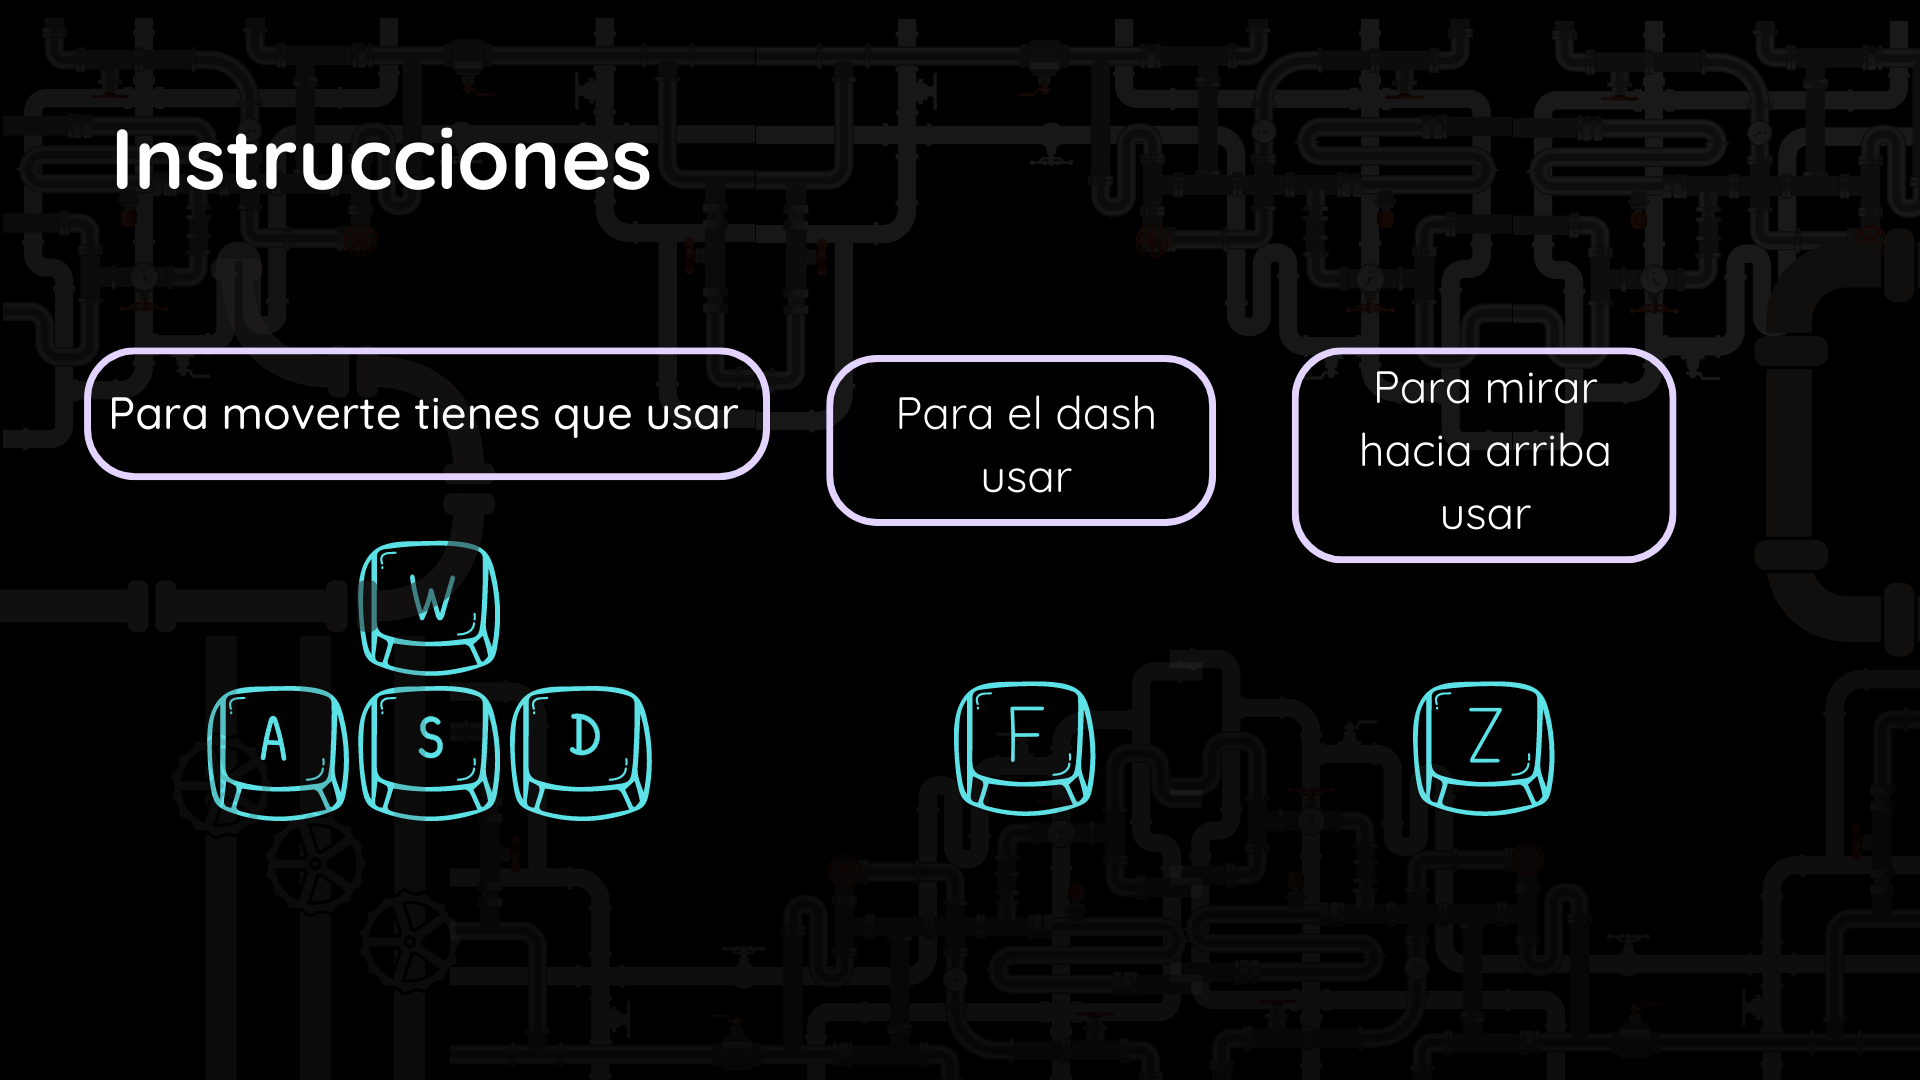 Instrucciones
Para moverte tienes que usar
Para el dash
usar
Para mirar
hacia arriba
usar
W
A S D
F
Z